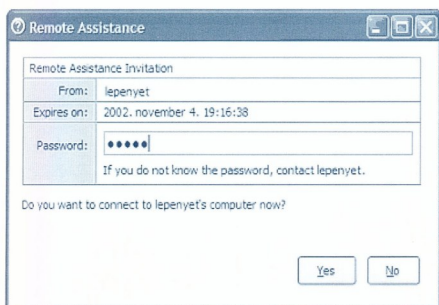 Remote Assistance
Remote Assistance Invitation
From: lepenyet
Expires on: 2002. november 4. 19:16:38
Password: •••••
If you do not know the password, contact lepenyet.
Do you want to connect to lepenyet's computer now?
Yes No